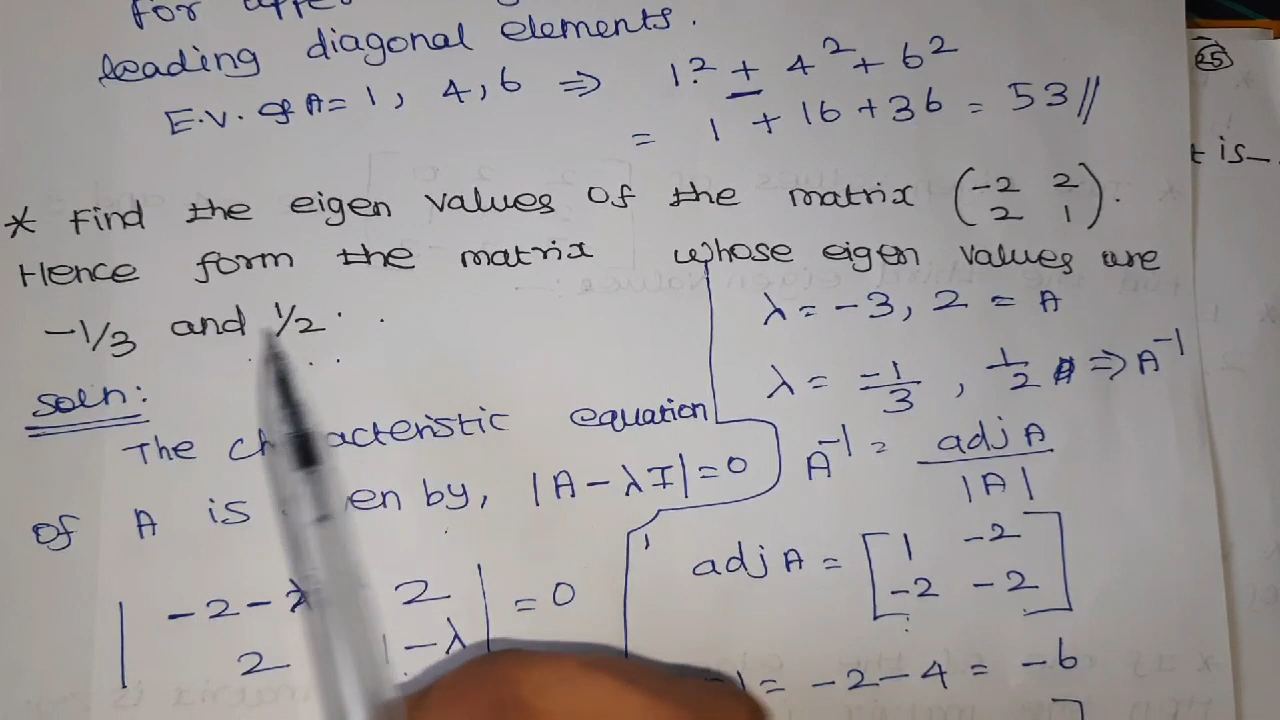 for
leading diagonal elements.
E.V. of A = 1, 4, 6 ⇒ 1² + 4² + 6²
= 1 + 16 + 36 = 53 //
25
t is
* Find the eigen values of the matrix (-2 2
2 1).
Hence form the matrix whose eigen values are
-1/3 and 1/2.
Soln:
The equation
of A is by, |A - λI| = 0
| -2-λ 2
2 1-λ | = 0
λ = -3, 2 = A
λ = -1/3, 1/2 ⇒ A⁻¹
A⁻¹ = adj A / |A|
adj A = [ 1 -2
-2 -2 ]
= -2 - 4 = -6